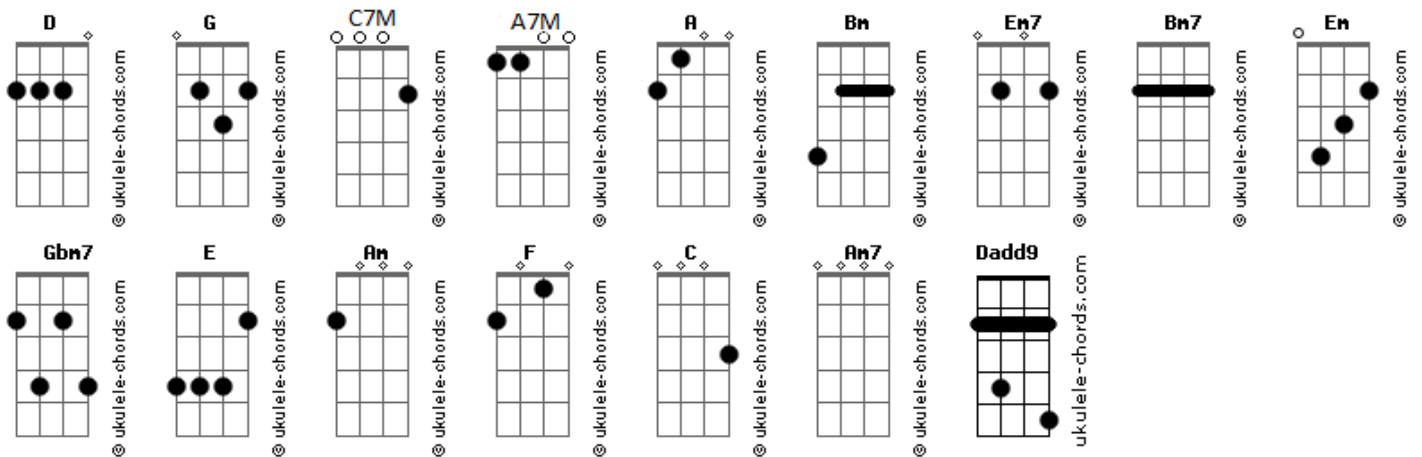 D G C7M A7M A Bm Em7 Bm7 Em
© ukulele-chords.com © ukulele-chords.com © ukulele-chords.com © ukulele-chords.com © ukulele-chords.com © ukulele-chords.com © ukulele-chords.com © ukulele-chords.com © ukulele-chords.com
Gbm7 E Am F C Am7 Dadd9
© ukulele-chords.com © ukulele-chords.com © ukulele-chords.com © ukulele-chords.com © ukulele-chords.com © ukulele-chords.com ukulele-chords.com